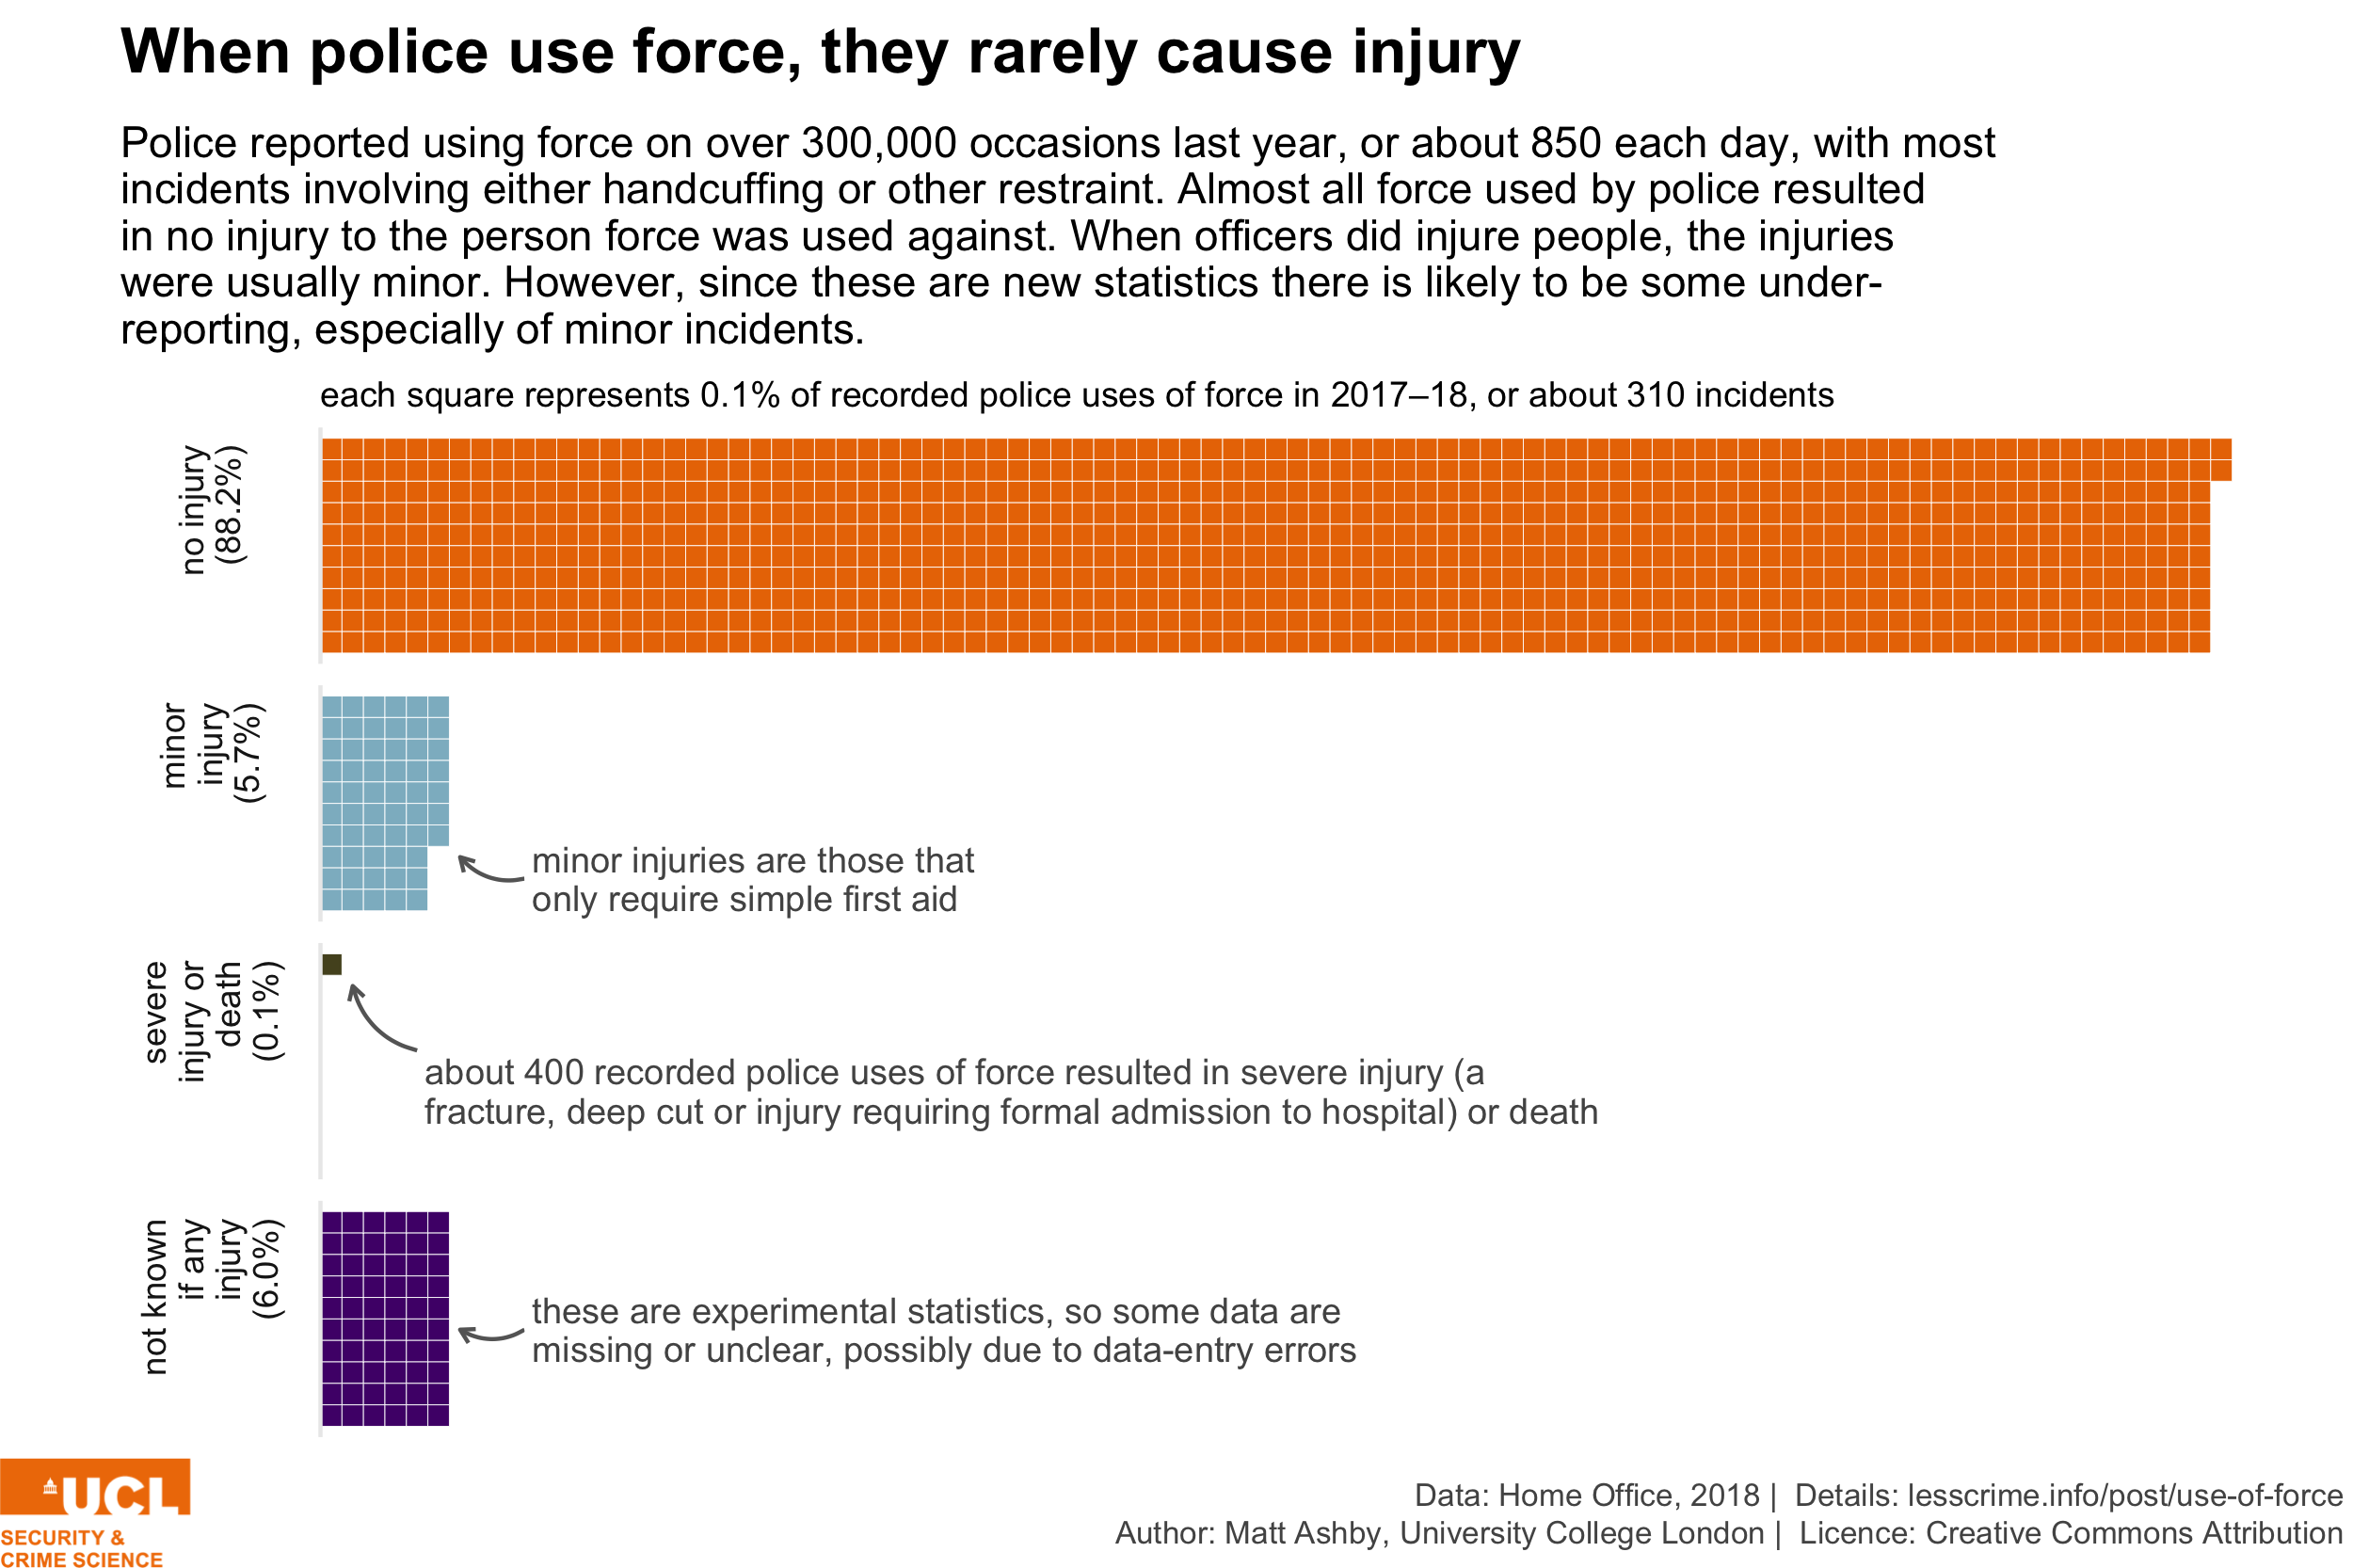 When police use force, they rarely cause injury
Police reported using force on over 300,000 occasions last year, or about 850 each day, with most
incidents involving either handcuffing or other restraint. Almost all force used by police resulted
in no injury to the person force was used against. When officers did injure people, the injuries
were usually minor. However, since these are new statistics there is likely to be some under-
reporting, especially of minor incidents.
each square represents 0.1% of recorded police uses of force in 2017–18, or about 310 incidents
no injury
(88.2%)
minor
injury
(5.7%)
minor injuries are those that
only require simple first aid
severe
injury or
death
(0.1%)
about 400 recorded police uses of force resulted in severe injury (a
fracture, deep cut or injury requiring formal admission to hospital) or death
not known
if any
injury
(6.0%)
these are experimental statistics, so some data are
missing or unclear, possibly due to data-entry errors
UCL
SECURITY &
CRIME SCIENCE
Data: Home Office, 2018 | Details: lesscrime.info/post/use-of-force
Author: Matt Ashby, University College London | Licence: Creative Commons Attribution